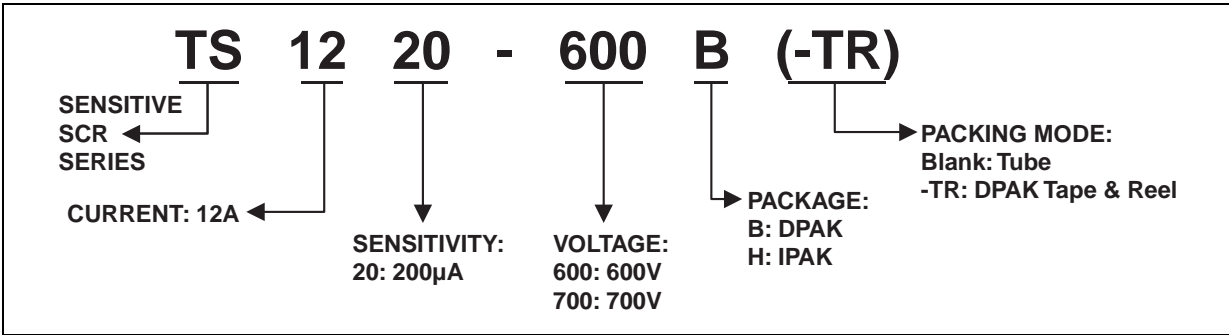 TS 12 20 - 600 B (-TR)
SENSITIVE
SCR
SERIES
CURRENT: 12A
SENSITIVITY:
20: 200µA
VOLTAGE:
600: 600V
700: 700V
PACKAGE:
B: DPAK
H: IPAK
PACKING MODE:
Blank: Tube
-TR: DPAK Tape & Reel